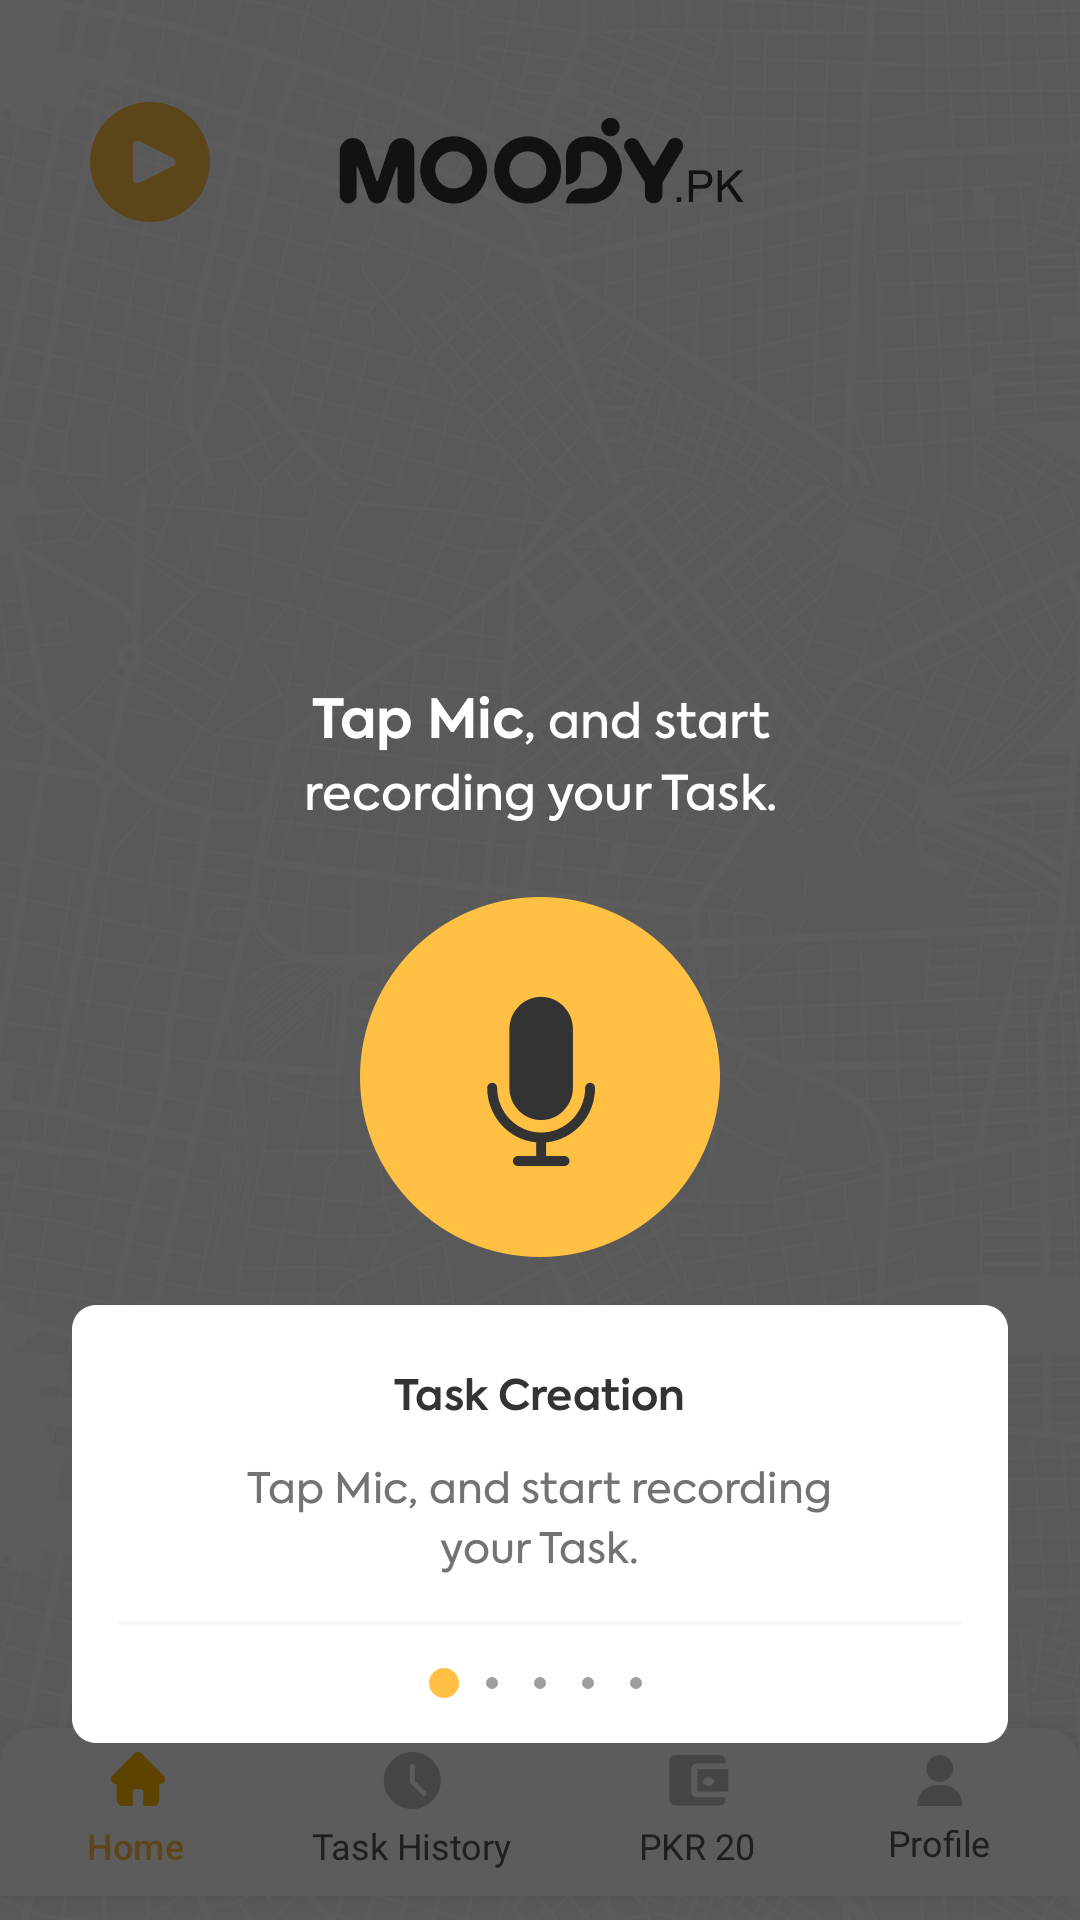 MOODY.PK
Tap Mic, and start
recording your Task.
Task Creation
Tap Mic, and start recording
your Task.
Home
Task History
PKR 20
Profile